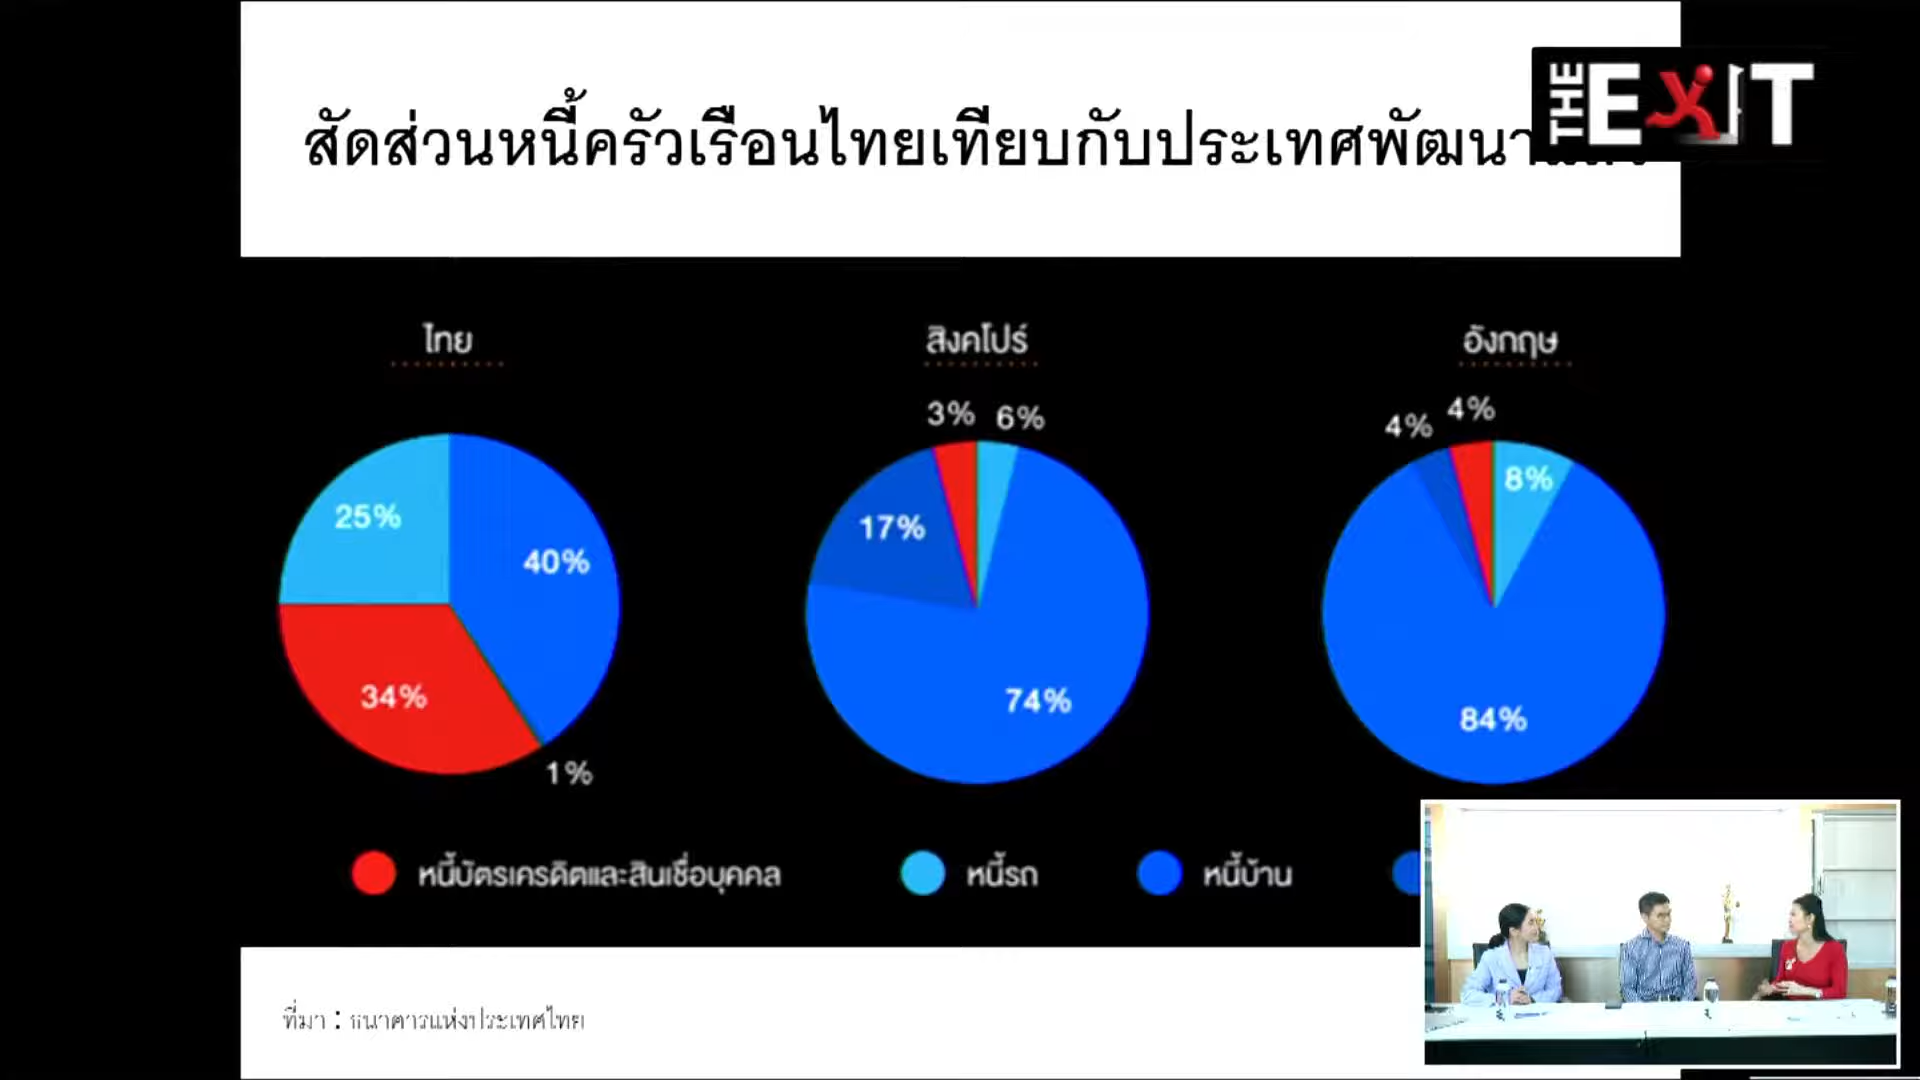 สัดส่วนหนี้ครัวเรือนไทยเทียบกับประเทศพัฒนา
THE EXIT
ไทย
สิงคโปร์
อังกฤษ
25%
40%
34%
1%
3%
6%
17%
74%
4%
4%
8%
84%
หนี้บัตรเครดิตและสินเชื่อบุคคล
หนี้รถ
หนี้บ้าน
ที่มา : ธนาคารแห่งประเทศไทย